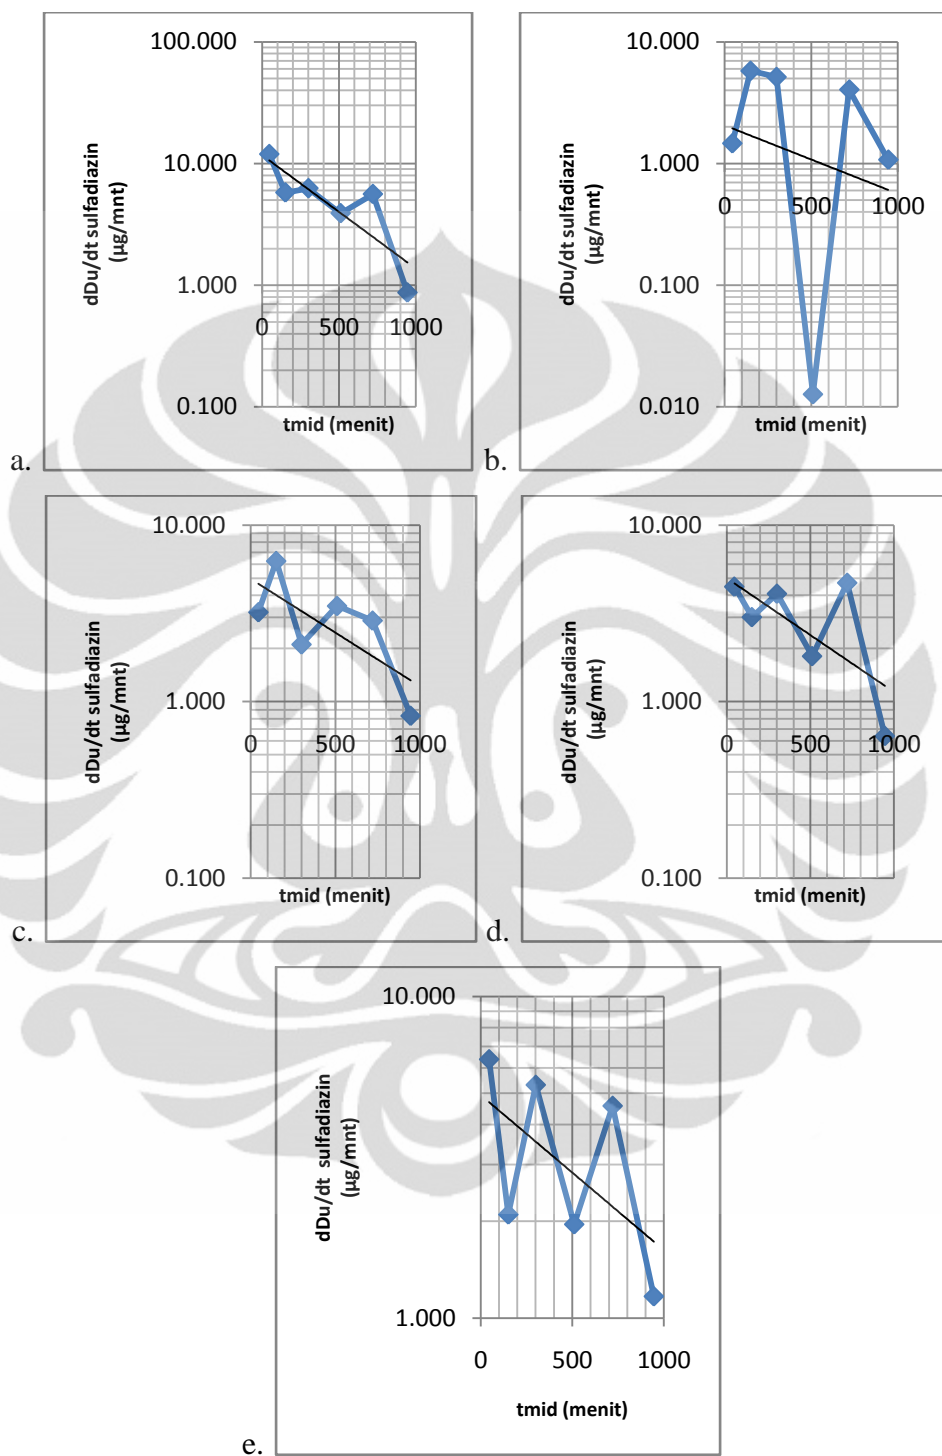 100.000
10.000
1.000
0.100
0 500 1000
dDu/dt sulfadiazin
(µg/mnt)
tmid (menit)
a.
10.000
1.000
0.100
0.010
0 500 1000
dDu/dt sulfadiazin
(µg/mnt)
tmid (menit)
b.
10.000
1.000
0.100
0 500 1000
dDu/dt sulfadiazin
(µg/mnt)
tmid (menit)
c.
10.000
1.000
0.100
0 500 1000
dDu/dt sulfadiazin
(µg/mnt)
tmid (menit)
d.
10.000
1.000
0 500 1000
dDu/dt sulfadiazin
(µg/mnt)
tmid (menit)
e.